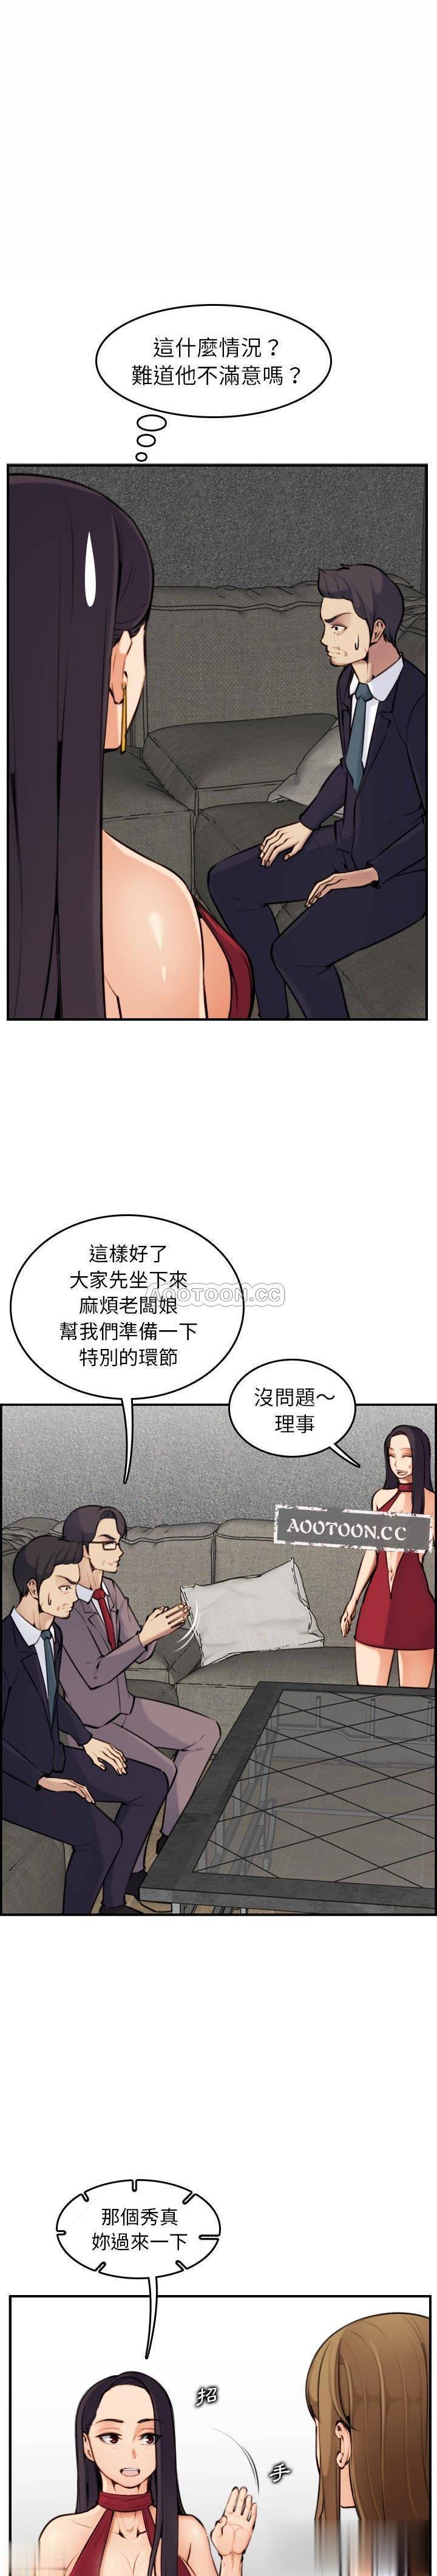 這什麼情況？
難道他不滿意嗎？
這樣好了
大家先坐下來
AOOTOON.CC
麻煩老闆娘
幫我們準備一下
特別的環節
沒問題～
理事
AOOTOON.CC
那個秀真
妳過來一下
招
手